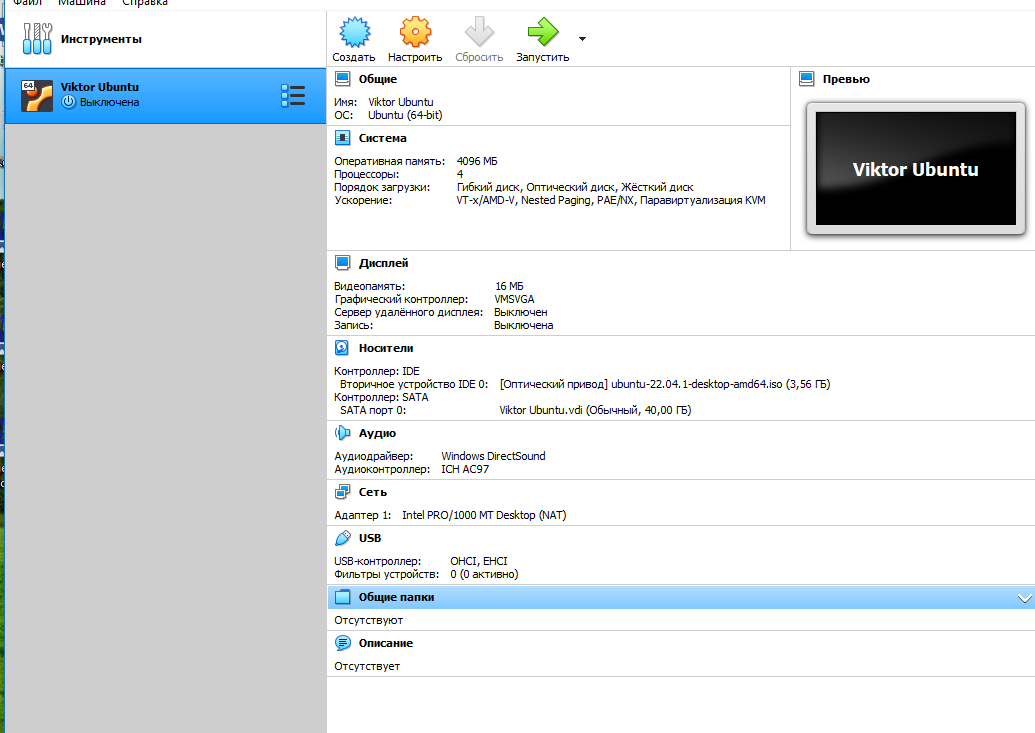 Файл Машина Справка
Инструменты
Создать Настроить Сбросить Запустить
64
Viktor Ubuntu
Выключена
Общие
Имя: Viktor Ubuntu
ОС: Ubuntu (64-bit)
Превью
Viktor Ubuntu
Система
Оперативная память: 4096 МБ
Процессоры: 4
Порядок загрузки: Гибкий диск, Оптический диск, Жёсткий диск
Ускорение: VT-x/AMD-V, Nested Paging, PAE/NX, Паравиртуализация KVM
Дисплей
Видеопамять: 16 МБ
Графический контроллер: VMSVGA
Сервер удалённого дисплея: Выключен
Запись: Выключена
Носители
Контроллер: IDE
Вторичное устройство IDE 0: [Оптический привод] ubuntu-22.04.1-desktop-amd64.iso (3,56 ГБ)
Контроллер: SATA
SATA порт 0: Viktor Ubuntu.vdi (Обычный, 40,00 ГБ)
Аудио
Аудиодрайвер: Windows DirectSound
Аудиоконтроллер: ICH AC97
Сеть
Адаптер 1: Intel PRO/1000 MT Desktop (NAT)
USB
USB-контроллер: OHCI, EHCI
Фильтры устройств: 0 (0 активно)
Общие папки
Отсутствуют
Описание
Отсутствует